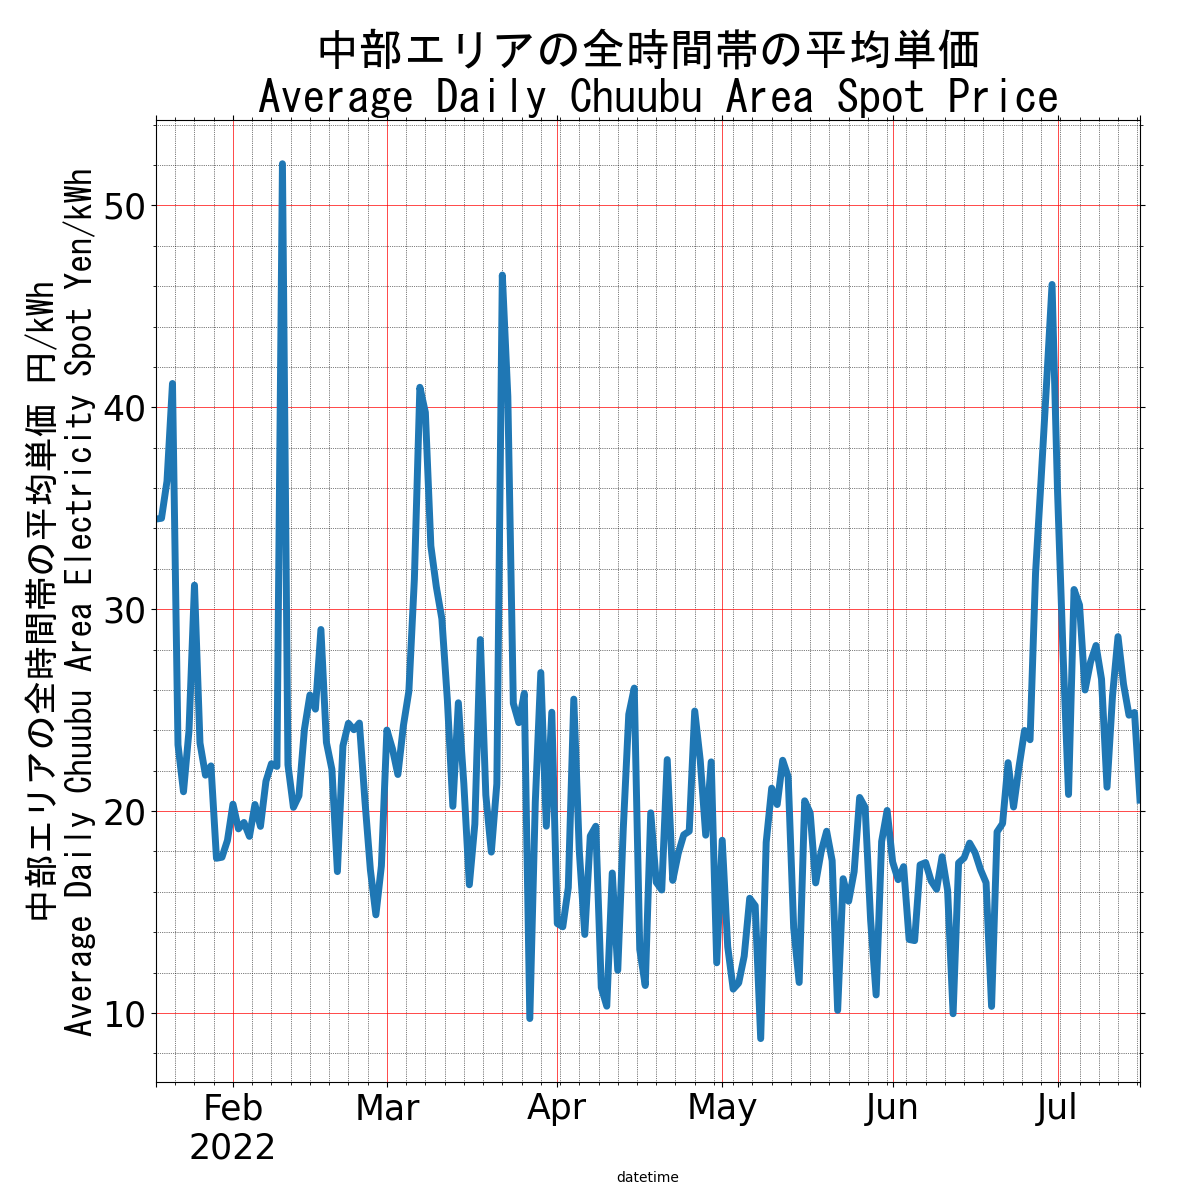 中部エリアの全時間帯の平均単価
Average Daily Chuubu Area Spot Price
中部エリアの全時間帯の平均単価 円/kWh
Average Daily Chuubu Area Electricity Spot Yen/kWh
50
40
30
20
10
Feb Mar Apr May Jun Jul
2022
datetime